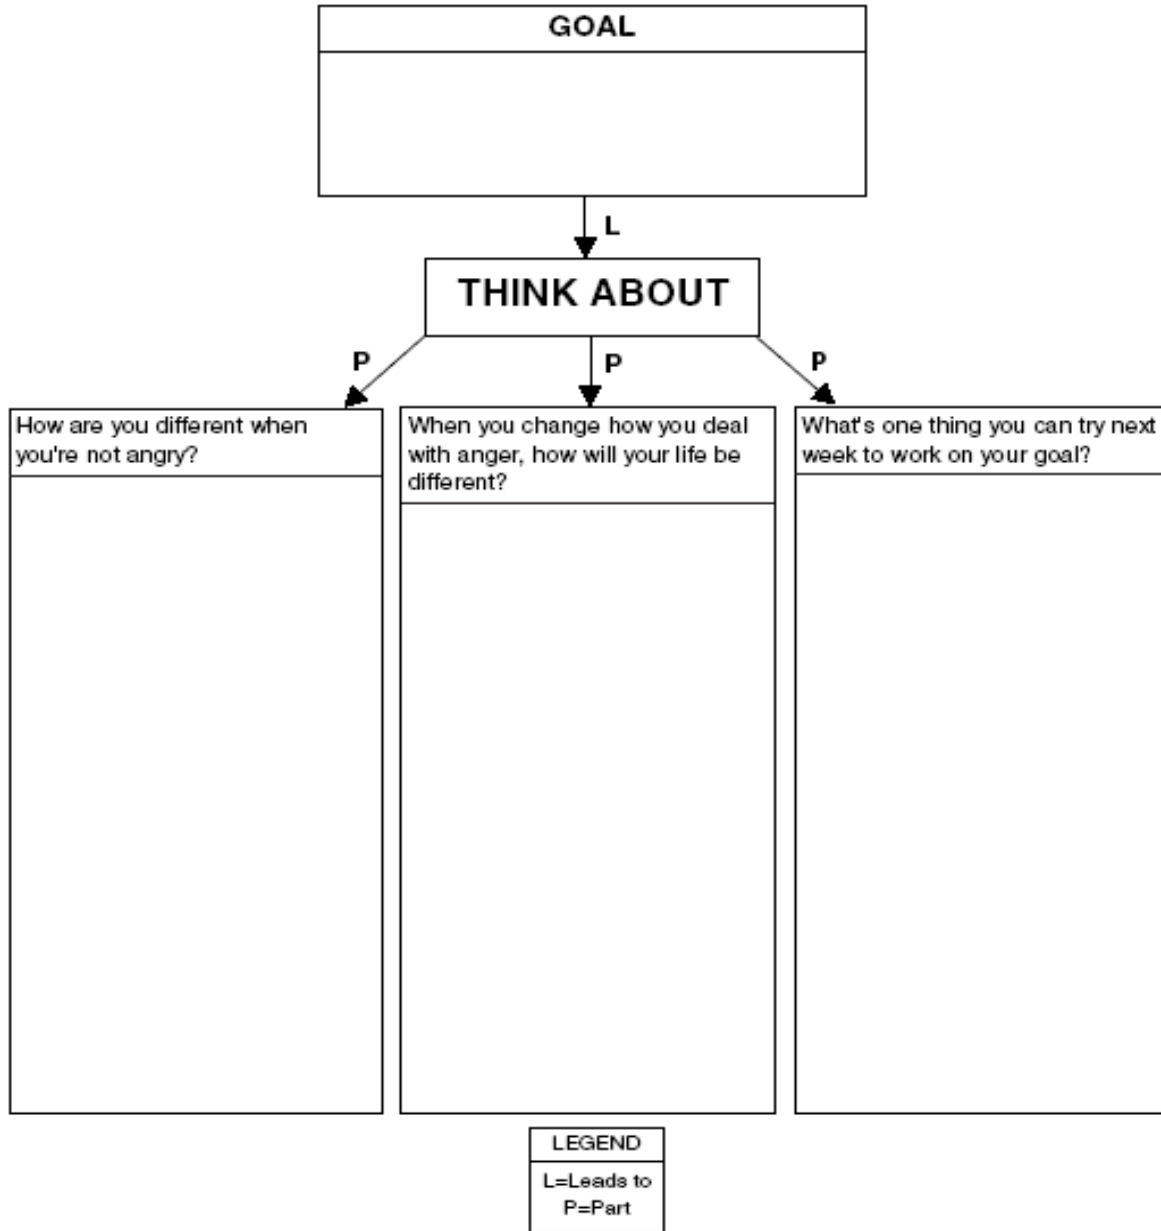 GOAL
L
THINK ABOUT
P
P
P
How are you different when
you're not angry?
When you change how you deal
with anger, how will your life be
different?
What's one thing you can try next
week to work on your goal?
LEGEND
L=Leads to
P=Part